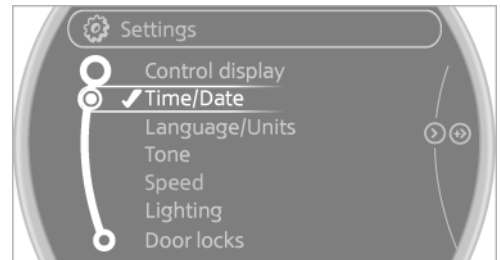 Settings
Control display
Time/Date
Language/Units
Tone
Speed
Lighting
Door locks